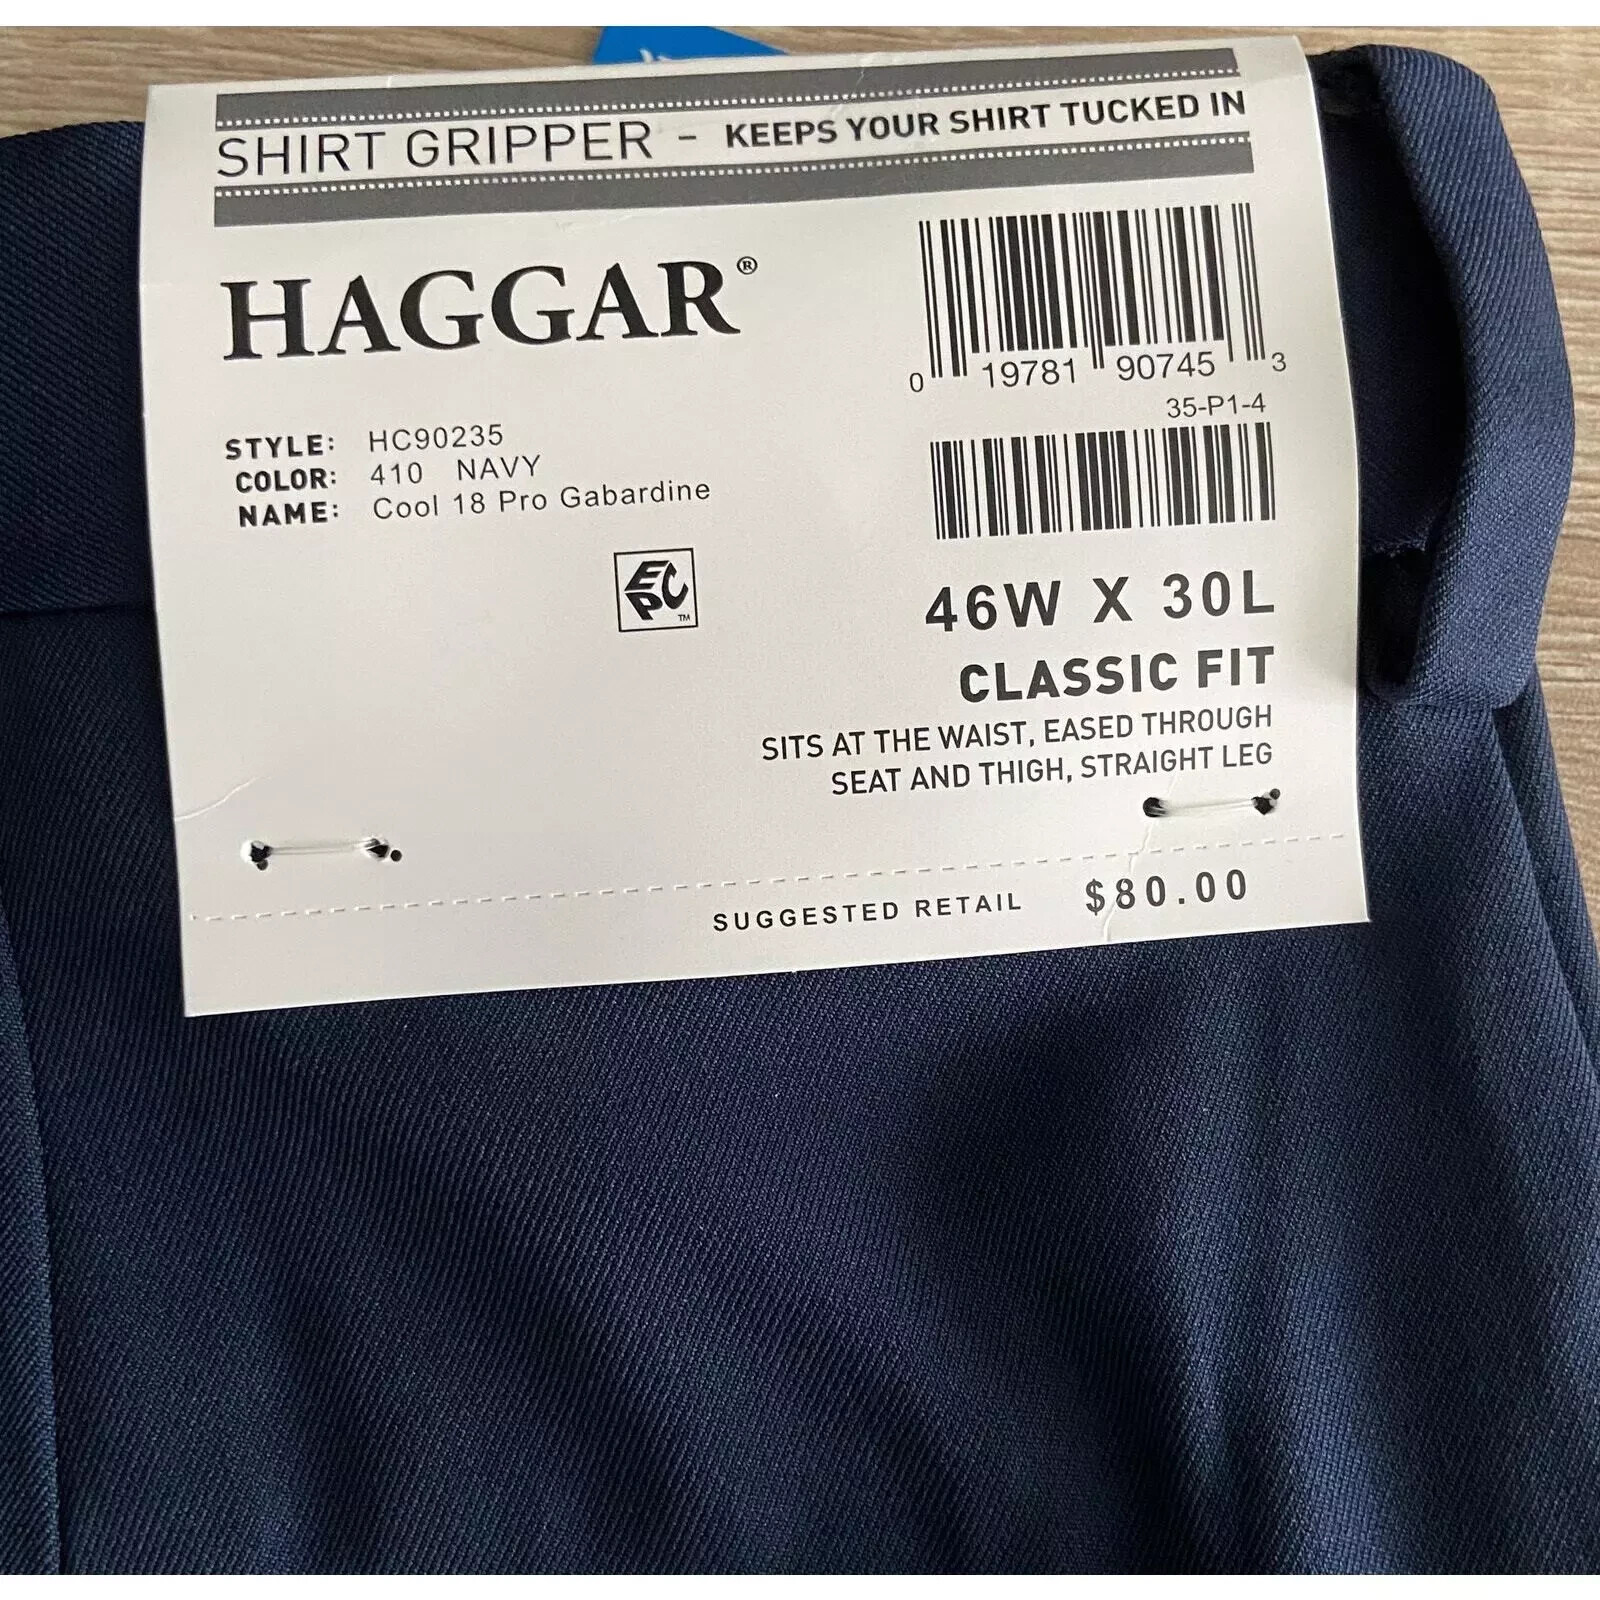 SHIRT GRIPPER - KEEPS YOUR SHIRT TUCKED IN
HAGGAR®
0 19781 90745 3
35-P1-4
STYLE: HC90235
COLOR: 410 NAVY
NAME: Cool 18 Pro Gabardine
EPC™
46W X 30L
CLASSIC FIT
SITS AT THE WAIST, EASED THROUGH
SEAT AND THIGH, STRAIGHT LEG
SUGGESTED RETAIL $80.00